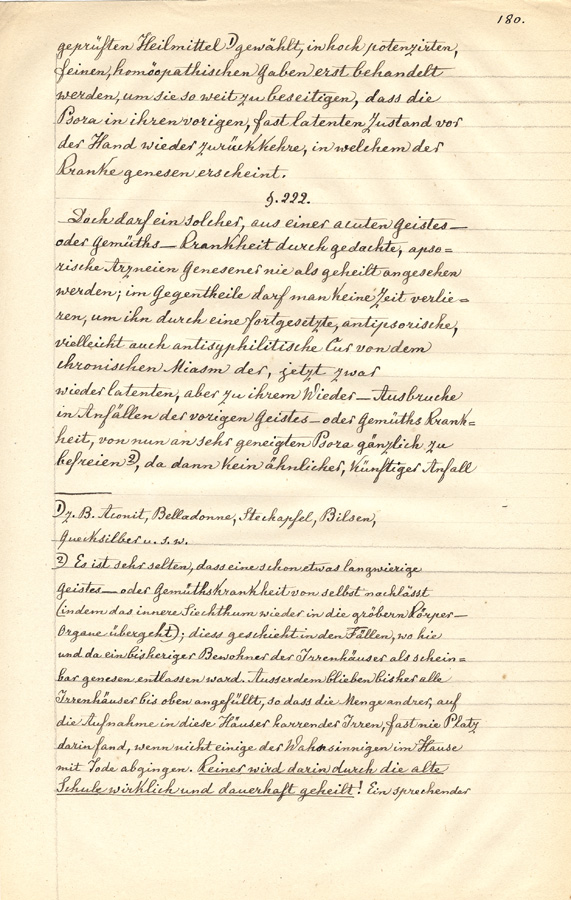 180.
geprüften Heilmittel 1) gewählt, in hoch potenzirten,
feinen, homöopathischen Gaben erst behandelt
werden, um sie so weit zu beseitigen, dass die
Psora in ihren vorigen, fast latenten Zustand vor
der Hand wieder zurückkehre, in welchem der
Kranke genesen erscheint.
§. 222.
Doch darf ein solcher, aus einer acuten Geistes-
oder Gemüths-Krankheit durch gedachte, apso=
rische Arzneien Genesener nie als geheilt angesehen
werden; im Gegentheile darf man keine Zeit verlie=
ren, um ihn durch eine fortgesetzte, antipsorische,
vielleicht auch antisyphilitische Cur von dem
chronischen Miasm der, jetzt zwar
wieder latenten, aber zu ihrem Wieder-Ausbruche
in Anfällen der vorigen Geistes- oder Gemüths Krank=
heit, von nun an sehr geneigten Psora gänzlich zu
befreien 2), da dann kein ähnlicher, künftiger Anfall
1) z. B. Aconit, Belladonne, Stechapfel, Bilsen,
Quecksilber u. s. w.
2) Es ist sehr selten, dass eine schon etwas langwierige
Geistes- oder Gemüthskrankheit von selbst nachlässt
(indem das innere Siechthum wieder in die gröbern Körper-
Organe übergeht); diess geschieht in den Fällen, wo hie
und da ein bisheriger Bewohner der Irrenhäuser als schein=
bar genesen entlassen ward. Ausserdem blieben bisher alle
Irrenhäuser bis oben angefüllt, so dass die Menge andrer, auf
die Aufnahme in diese Häuser harrender Irren, fast nie Platz
darin fand, wenn nicht einige der Wahnsinnigen im Hause
mit Tode abgingen. Keiner wird darin durch die alte
Schule wirklich und dauerhaft geheilt! Ein sprechender